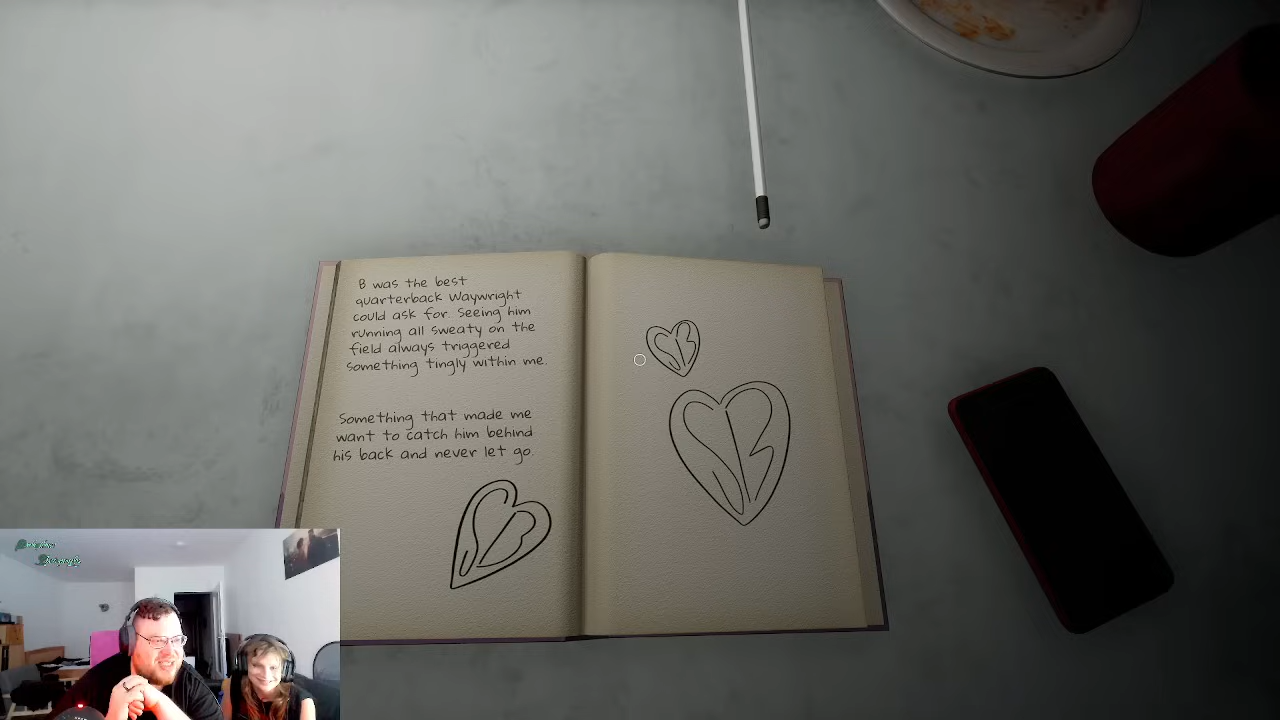 B was the best
quarterback Waywright
could ask for. Seeing him
running all sweaty on the
field always triggered
something tingly within me.
Something that made me
want to catch him behind
his back and never let go.